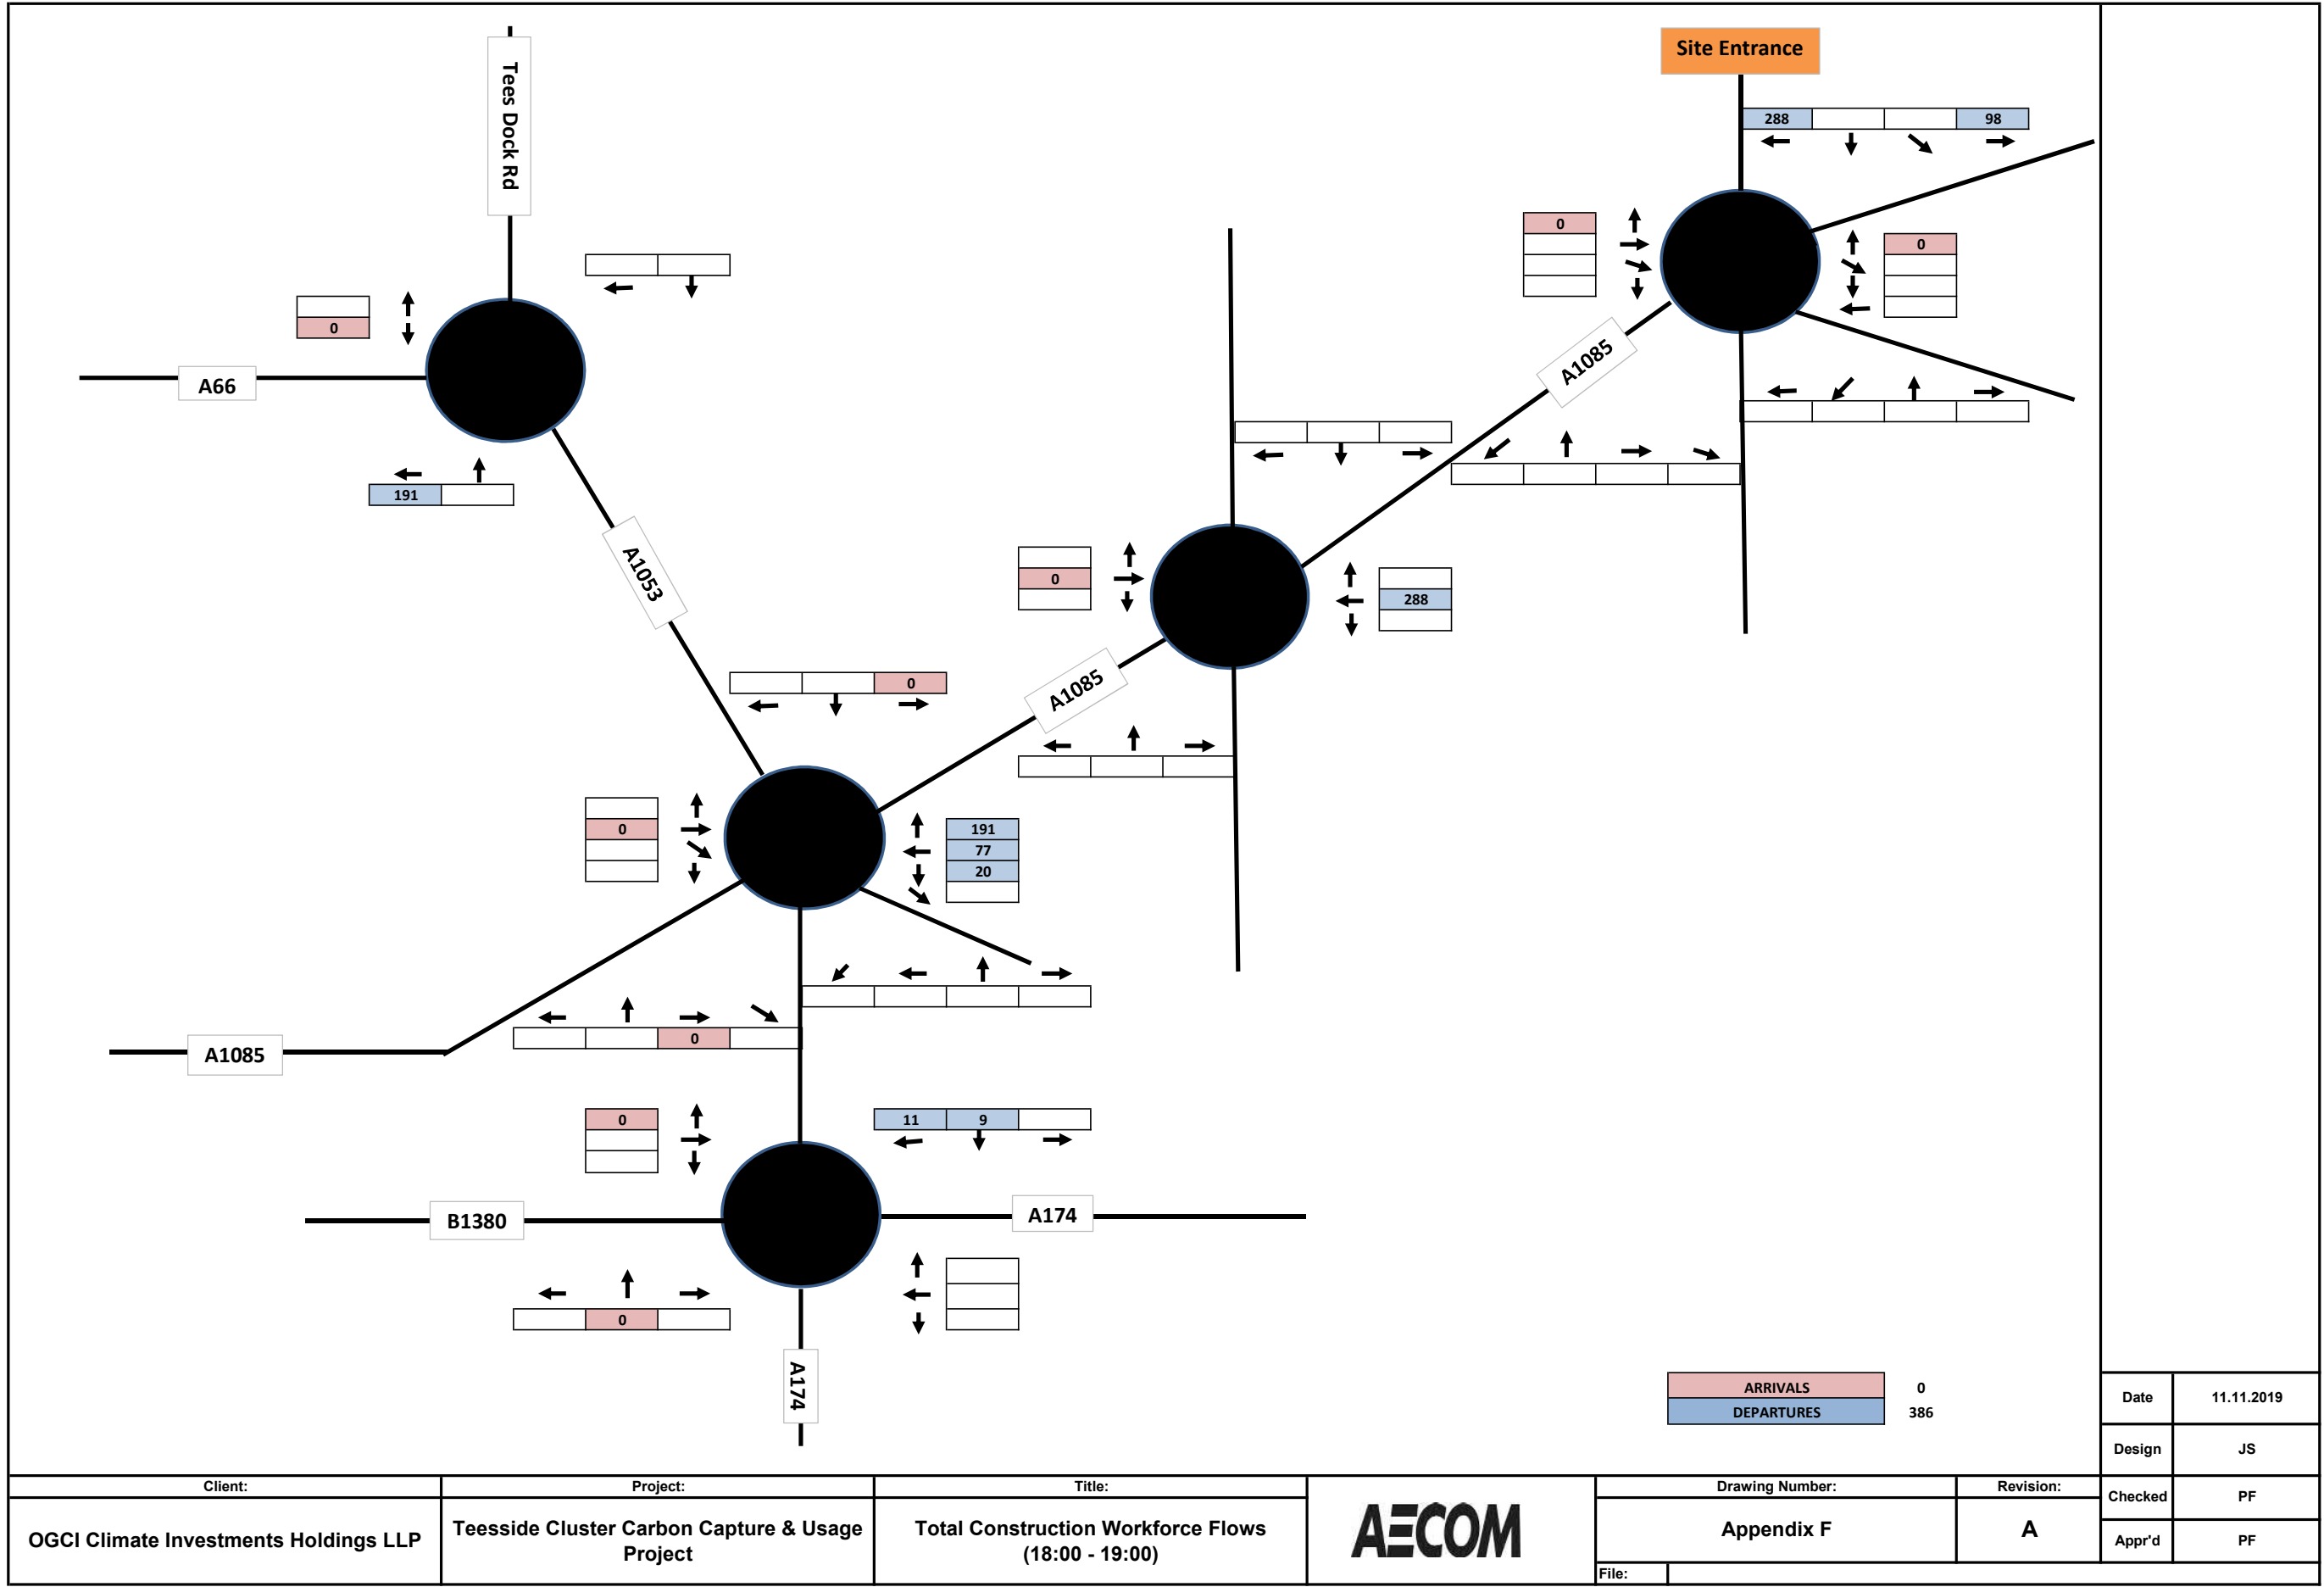 Site Entrance
Tees Dock Rd
288 98
0
0
0
A66
A1085
191
A1053
0
288
A1085
0
0
191
77
20
0
A1085
0
11 9
B1380
A174
0
A174
ARRIVALS 0
DEPARTURES 386
Date 11.11.2019
Design JS
Checked PF
Appr'd PF
Client:
OGCI Climate Investments Holdings LLP
Project:
Teesside Cluster Carbon Capture & Usage
Project
Title:
Total Construction Workforce Flows
(18:00 - 19:00)
AECOM
Drawing Number:
Appendix F
Revision:
A
File: